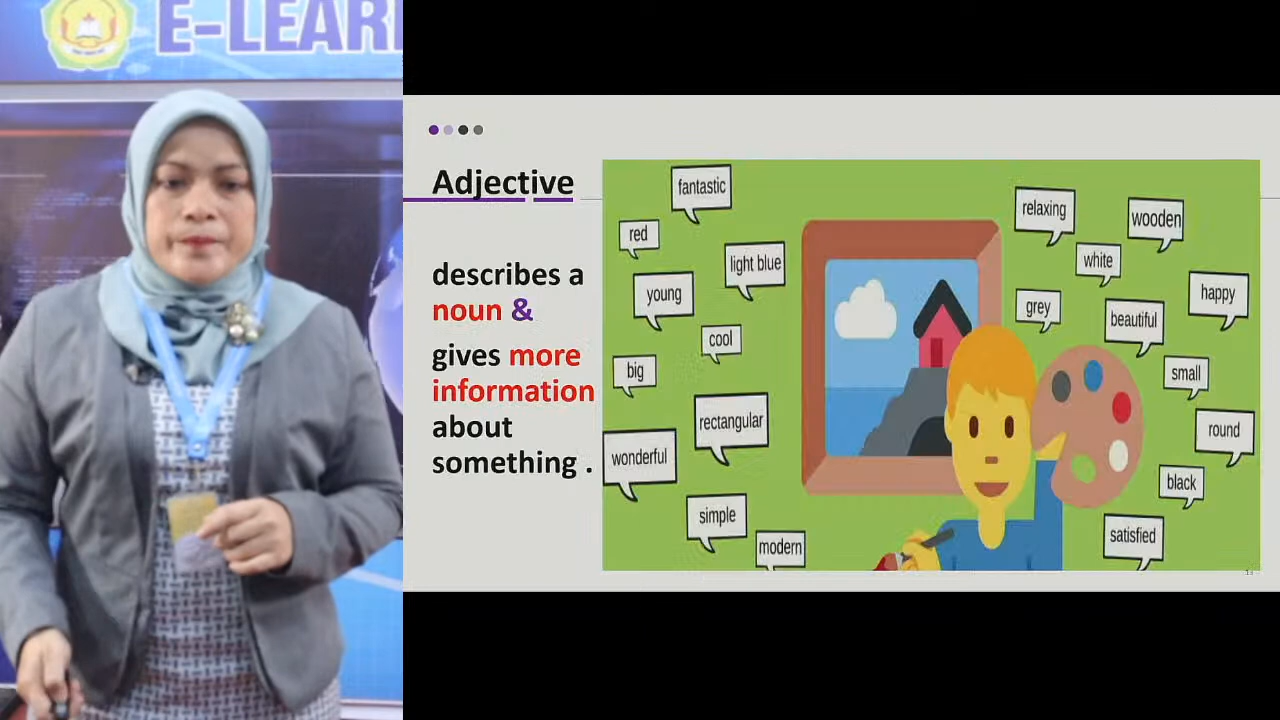 E-LEAR
Adjective
describes a
noun &
gives more
information
about
something .
fantastic
red
light blue
young
cool
big
rectangular
wonderful
simple
modern
relaxing
wooden
white
happy
grey
beautiful
small
round
black
satisfied